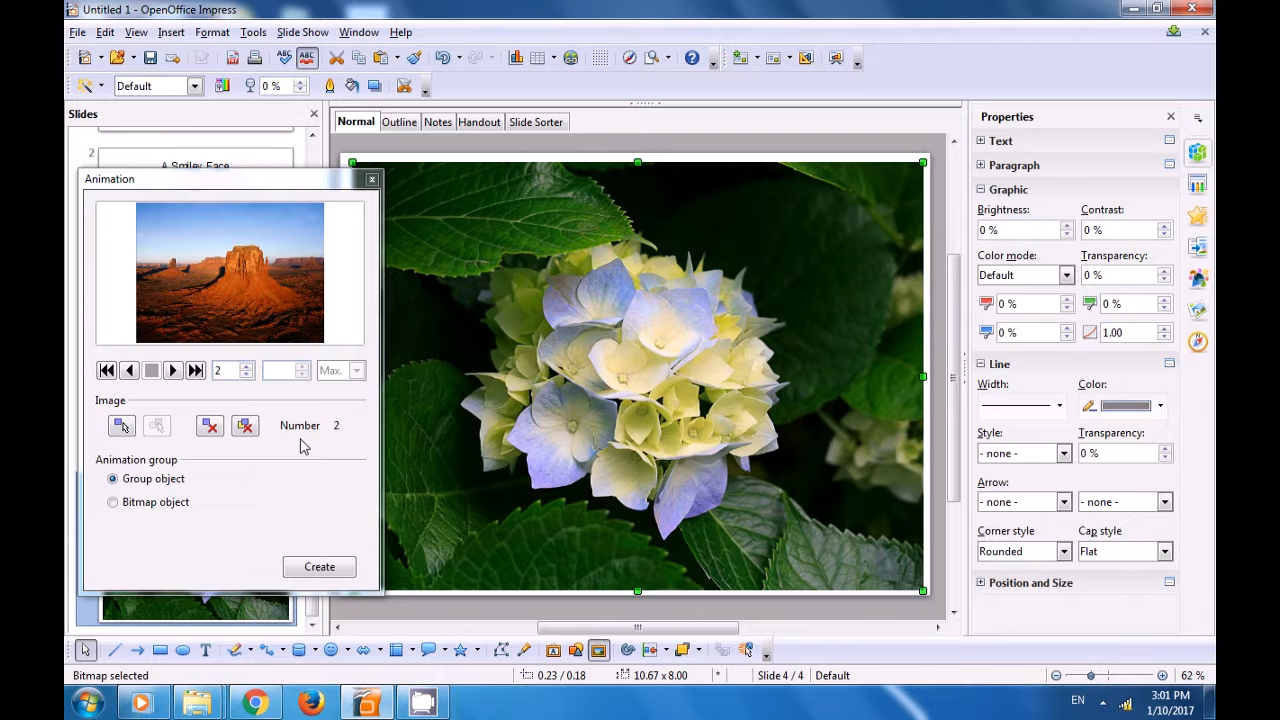 Untitled 1 - OpenOffice Impress
File Edit View Insert Format Tools Slide Show Window Help
Default 0 %
Slides
Normal Outline Notes Handout Slide Sorter
Properties
Text
Paragraph
Graphic
Brightness: Contrast:
0 % 0 %
Color mode: Transparency:
Default 0 %
0 % 0 %
0 % 1.00
Line
Width: Color:
Style: Transparency:
- none - 0 %
Arrow:
- none - - none -
Corner style Cap style
Rounded Flat
Position and Size
2
A Smiley Face
Animation
2 Max.
Image
Number 2
Animation group
Group object
Bitmap object
Create
Bitmap selected 0.23 / 0.18 10.67 x 8.00 * Slide 4 / 4 Default 62 %
EN 3:01 PM
1/10/2017